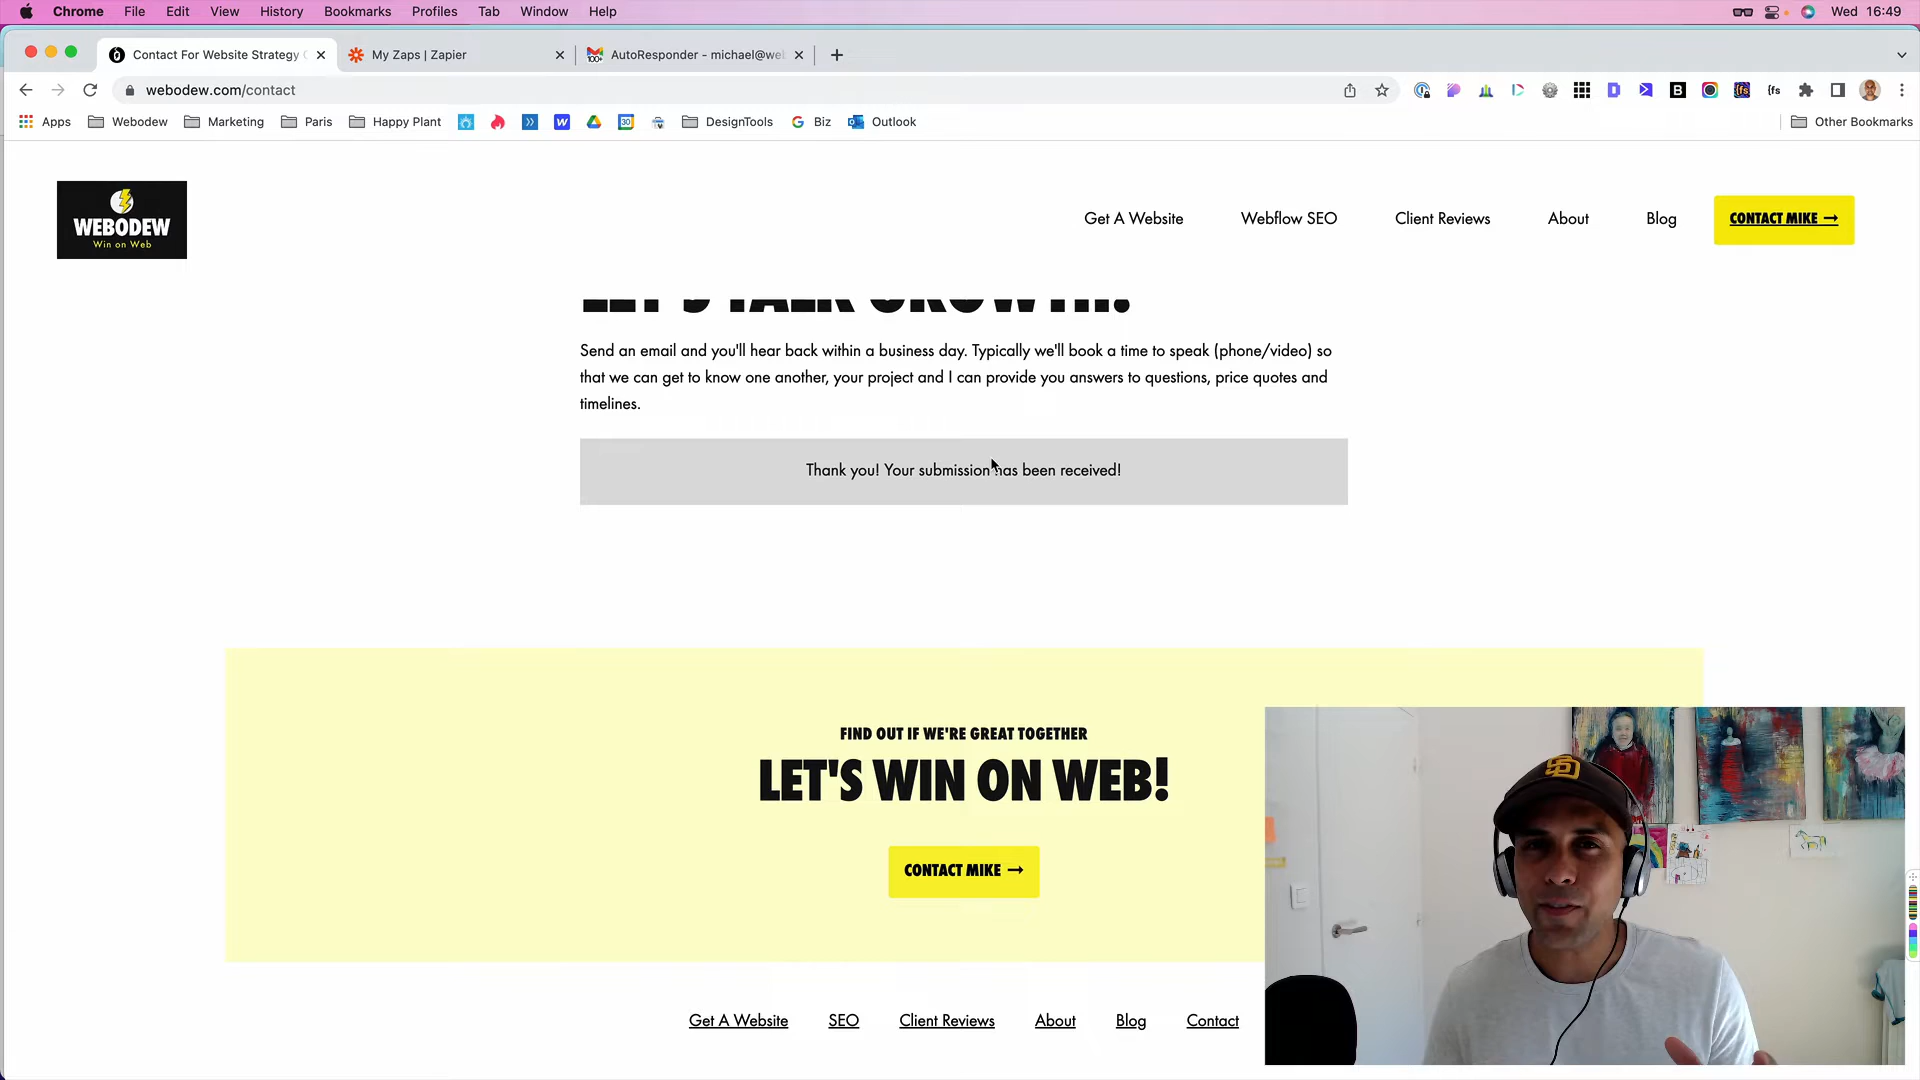 Chrome File Edit View History Bookmarks Profiles Tab Window Help Wed 16:49
Contact For Website Strategy My Zaps | Zapier 100+ AutoResponder - michael@we
webodew.com/contact
Apps Webodew Marketing Paris Happy Plant DesignTools Biz Outlook Other Bookmarks
WEBODEW
Win on Web
Get A Website Webflow SEO Client Reviews About Blog CONTACT MIKE →
LET'S TALK GROWTH!
Send an email and you'll hear back within a business day. Typically we'll book a time to speak (phone/video) so
that we can get to know one another, your project and I can provide you answers to questions, price quotes and
timelines.
Thank you! Your submission has been received!
FIND OUT IF WE'RE GREAT TOGETHER
LET'S WIN ON WEB!
CONTACT MIKE →
Get A Website SEO Client Reviews About Blog Contact